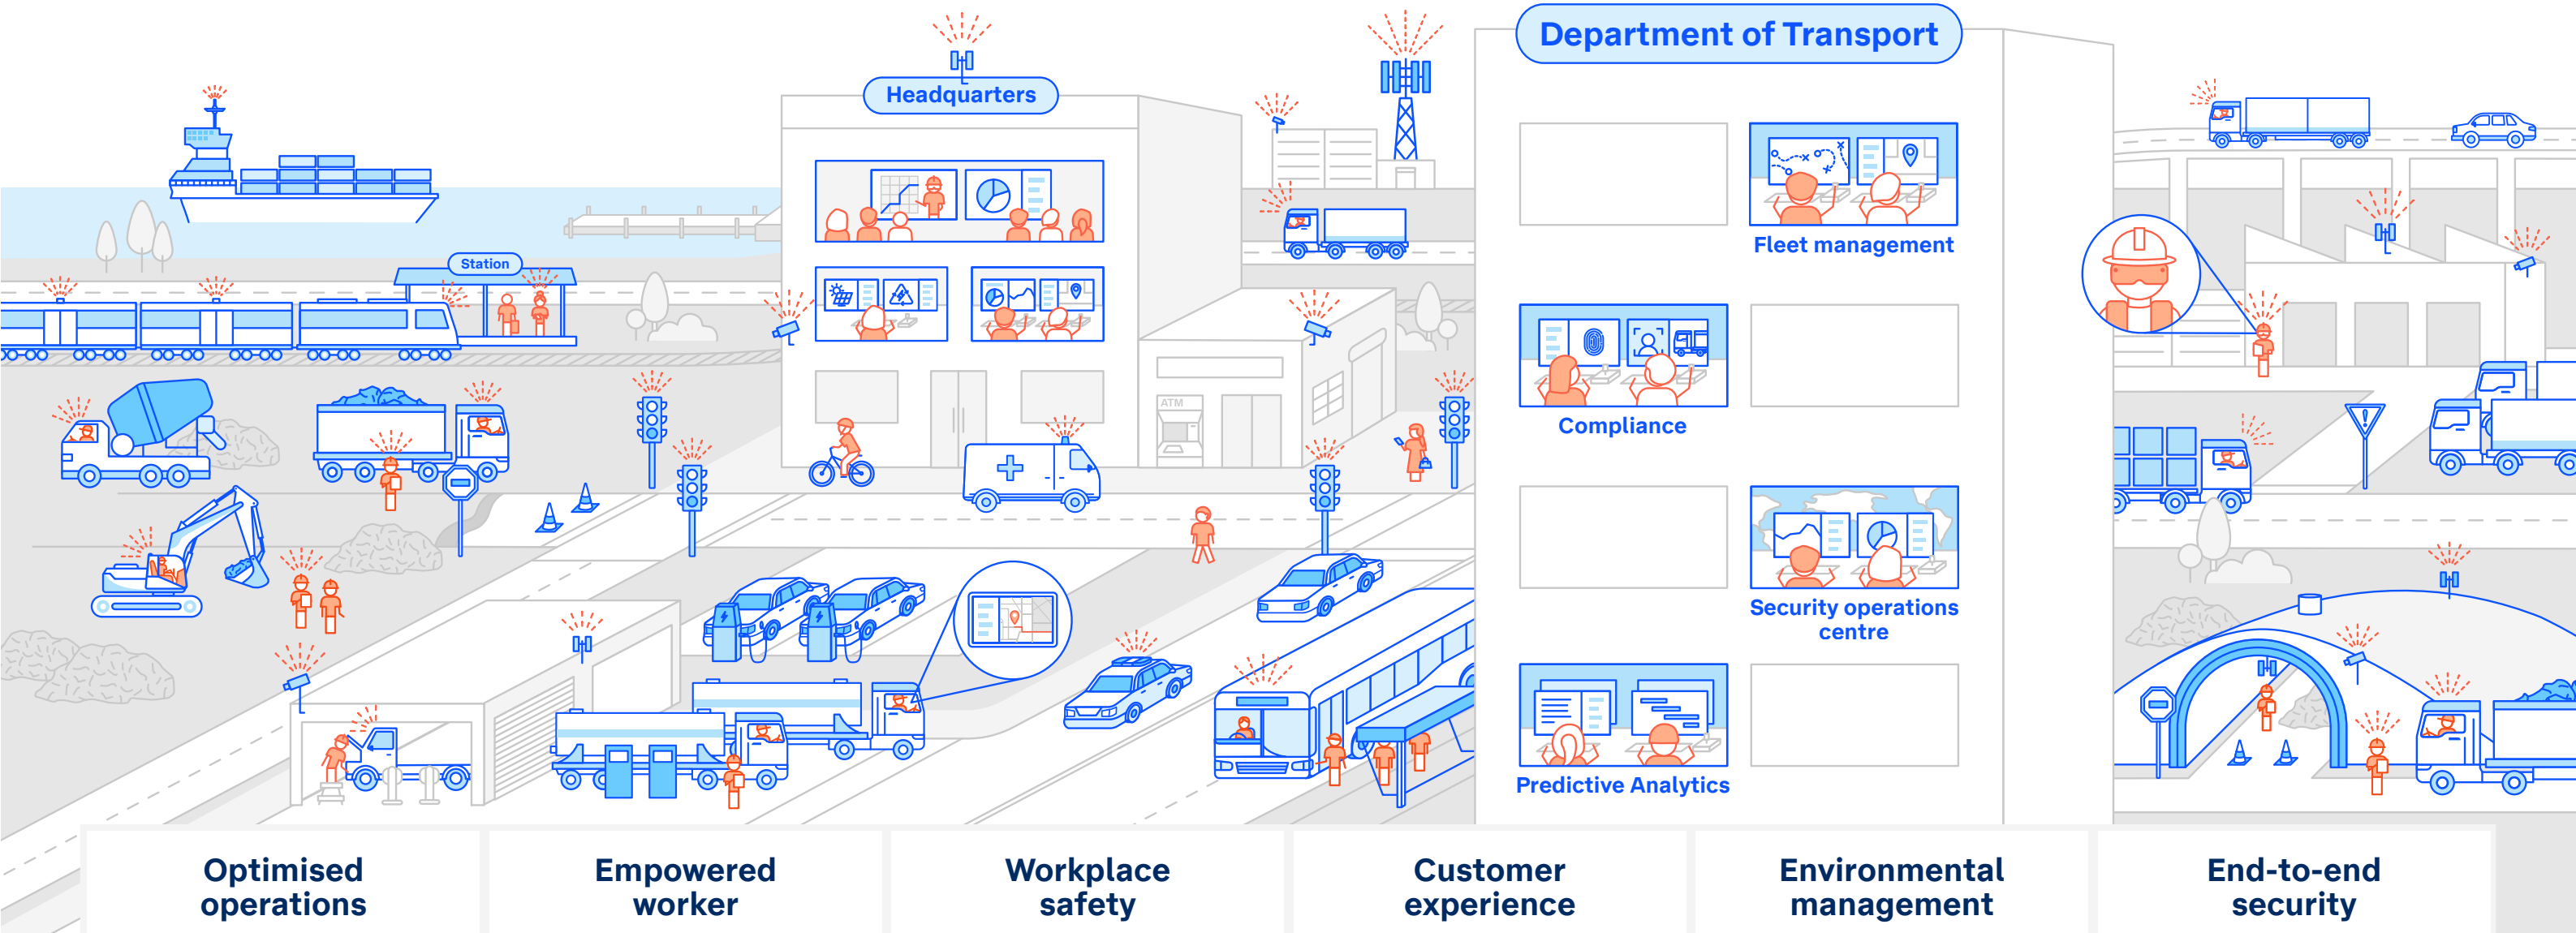 Department of Transport
Headquarters
Station
Fleet management
ATM
Compliance
Security operations
centre
Predictive Analytics
Optimised
operations
Empowered
worker
Workplace
safety
Customer
experience
Environmental
management
End-to-end
security